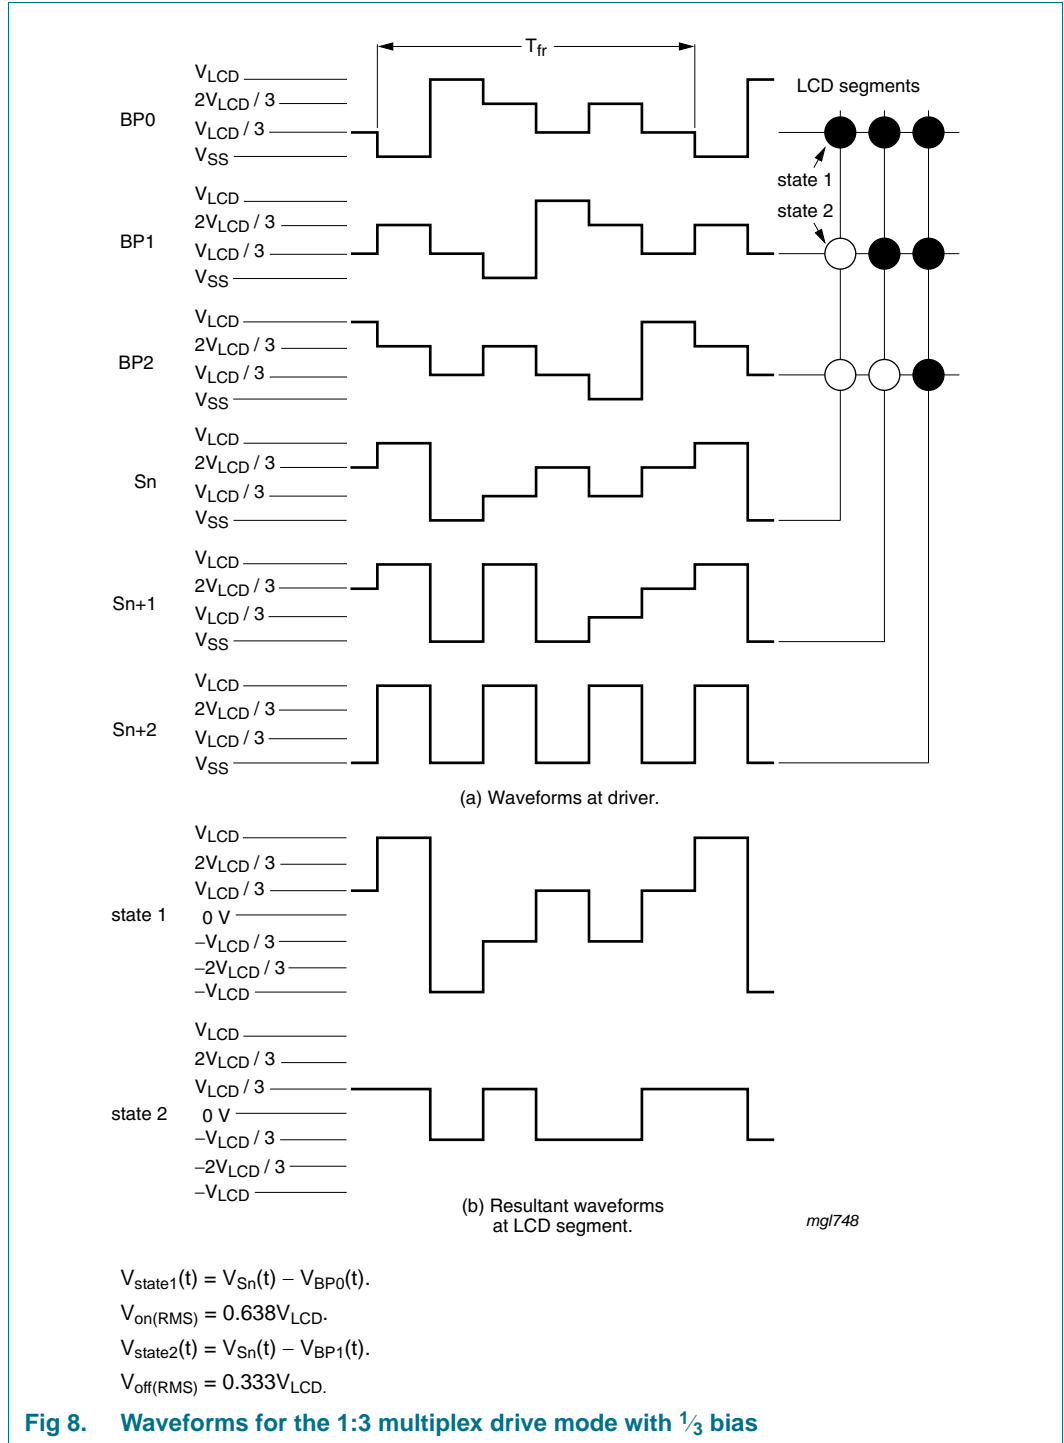 Tfr
BP0
VLCD
2VLCD / 3
VLCD / 3
VSS
LCD segments
state 1
state 2
BP1
VLCD
2VLCD / 3
VLCD / 3
VSS
BP2
VLCD
2VLCD / 3
VLCD / 3
VSS
Sn
VLCD
2VLCD / 3
VLCD / 3
VSS
Sn+1
VLCD
2VLCD / 3
VLCD / 3
VSS
Sn+2
VLCD
2VLCD / 3
VLCD / 3
VSS
(a) Waveforms at driver.
state 1
VLCD
2VLCD / 3
VLCD / 3
0 V
−VLCD / 3
−2VLCD / 3
−VLCD
state 2
VLCD
2VLCD / 3
VLCD / 3
0 V
−VLCD / 3
−2VLCD / 3
−VLCD
(b) Resultant waveforms
at LCD segment.
mgl748
Vstate1(t) = VSn(t) − VBP0(t).
Von(RMS) = 0.638VLCD.
Vstate2(t) = VSn(t) − VBP1(t).
Voff(RMS) = 0.333VLCD.
Fig 8. Waveforms for the 1:3 multiplex drive mode with 1⁄3 bias